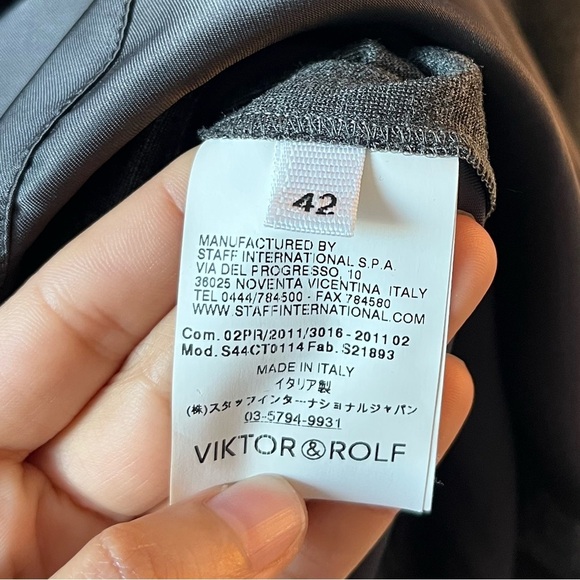 42
MANUFACTURED BY
STAFF INTERNATIONAL S.P.A.
VIA DEL PROGRESSO, 10
36025 NOVENTA VICENTINA ITALY
TEL 0444/784500 - FAX 784580
WWW.STAFFINTERNATIONAL.COM
Com. 02PR/2011/3016-2011 02
Mod. S44CT0114 Fab. S21893
MADE IN ITALY
イタリア製
(株)スタッフインターナショナルジャパン
03-5794-9931
VIKTOR&ROLF